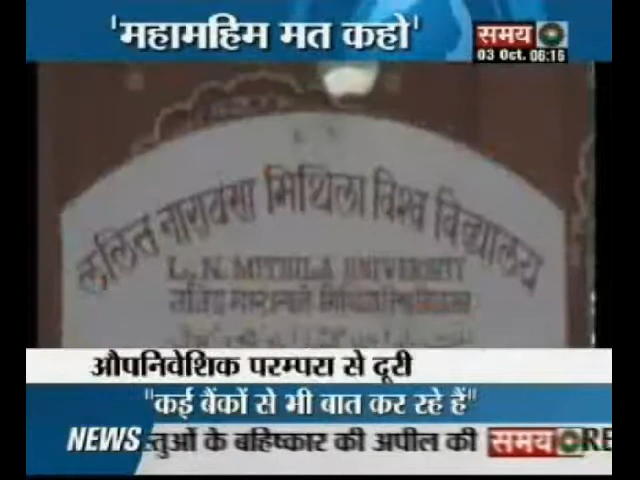 'महामहिम मत कहो'
समय
03 Oct. 06:16
ललित नारायण मिथिला विश्व विद्यालय
L. N. MITHILA UNIVERSITY
औपनिवेशिक परम्परा से दूरी
"कई बैंकों से भी बात कर रहे हैं"
NEWS स्तुओं के बहिष्कार की अपील की समय RE